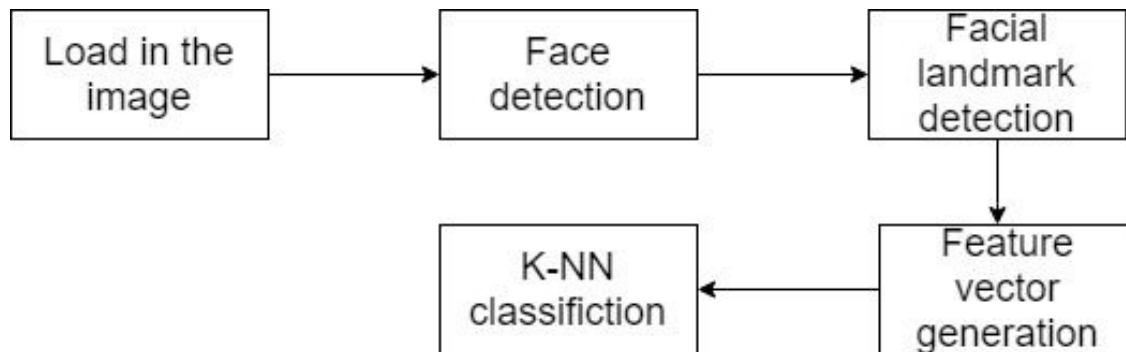 Load in the
image
Face
detection
Facial
landmark
detection
Feature
vector
generation
K-NN
classifiction